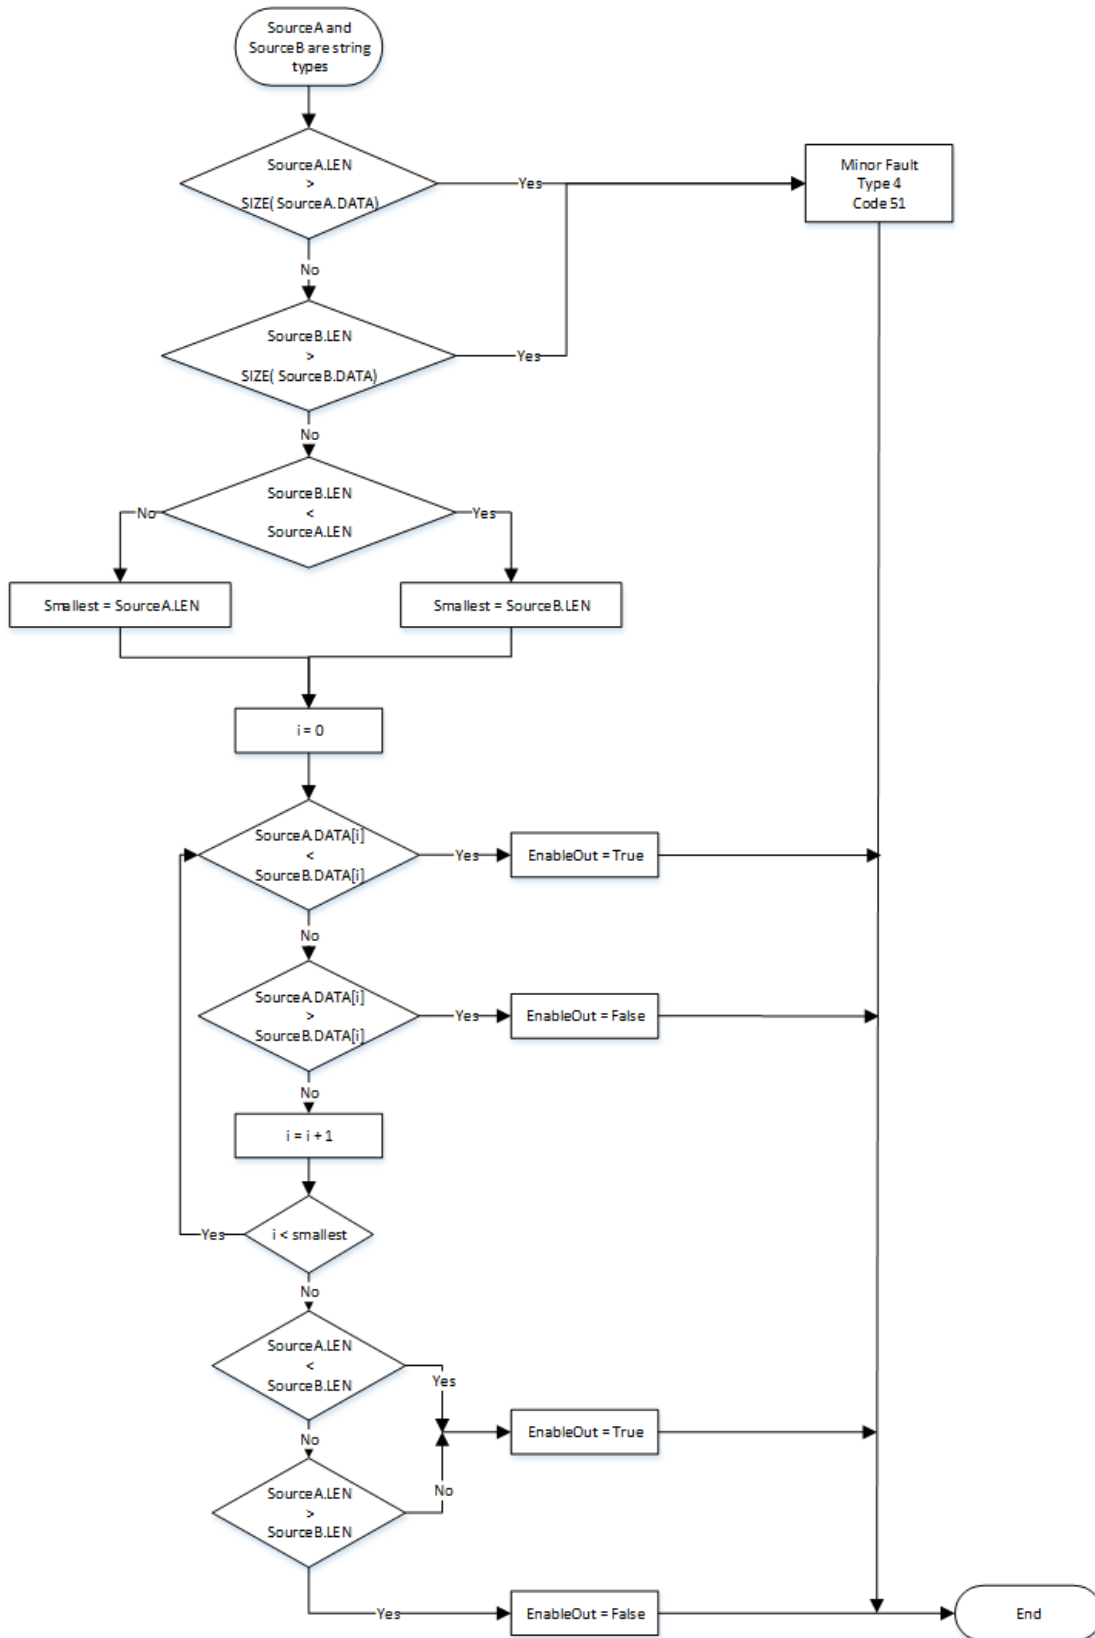 SourceA and
SourceB are string
types
SourceA.LEN
>
SIZE( SourceA.DATA)
Yes
Minor Fault
Type 4
Code 51
No
SourceB.LEN
>
SIZE( SourceB.DATA)
Yes
No
SourceB.LEN
<
SourceA.LEN
No
Yes
Smallest = SourceA.LEN
Smallest = SourceB.LEN
i = 0
SourceA.DATA[i]
<
SourceB.DATA[i]
Yes
EnableOut = True
No
SourceA.DATA[i]
>
SourceB.DATA[i]
Yes
EnableOut = False
No
i = i + 1
i < smallest
Yes
No
SourceA.LEN
<
SourceB.LEN
Yes
EnableOut = True
No
SourceA.LEN
>
SourceB.LEN
No
Yes
EnableOut = False
End